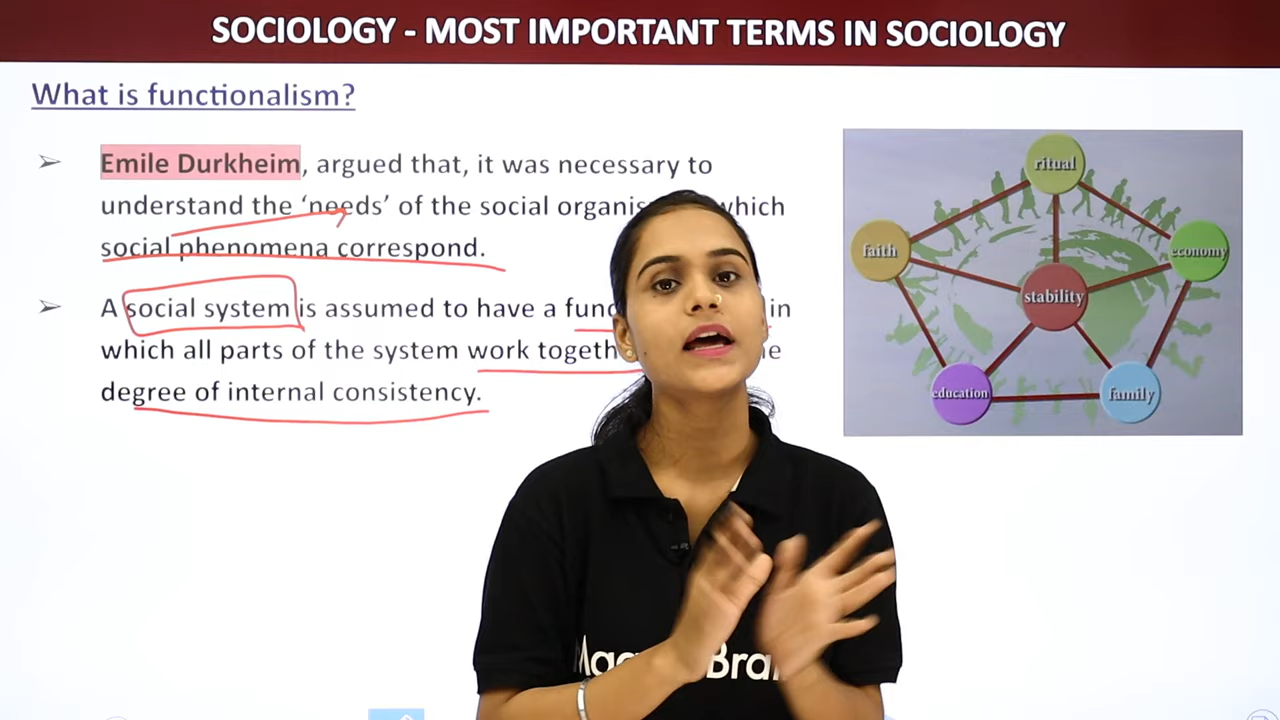 SOCIOLOGY - MOST IMPORTANT TERMS IN SOCIOLOGY
What is functionalism?
➢ Emile Durkheim, argued that, it was necessary to
understand the ‘needs’ of the social which
social phenomena correspond.
➢ A social system is assumed to have a in
which all parts of the system work
degree of internal consistency.
ritual
faith
economy
stability
education
family